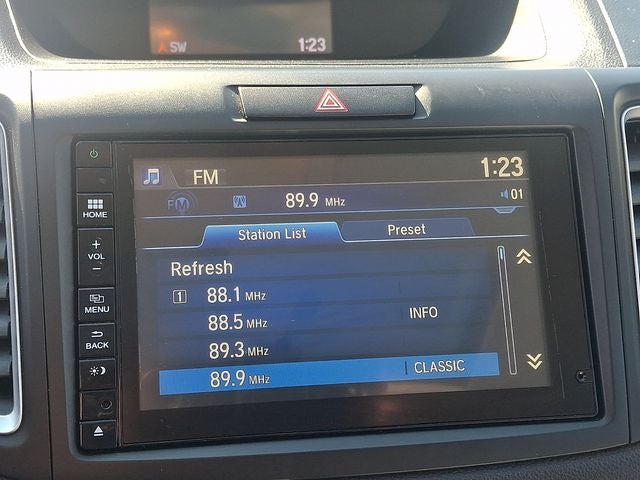 SW 1:23
FM 1:23
FM 89.9 MHz 01
Station List Preset
Refresh
1 88.1 MHz
88.5 MHz INFO
89.3 MHz
89.9 MHz CLASSIC
HOME
+
VOL
−
MENU
BACK